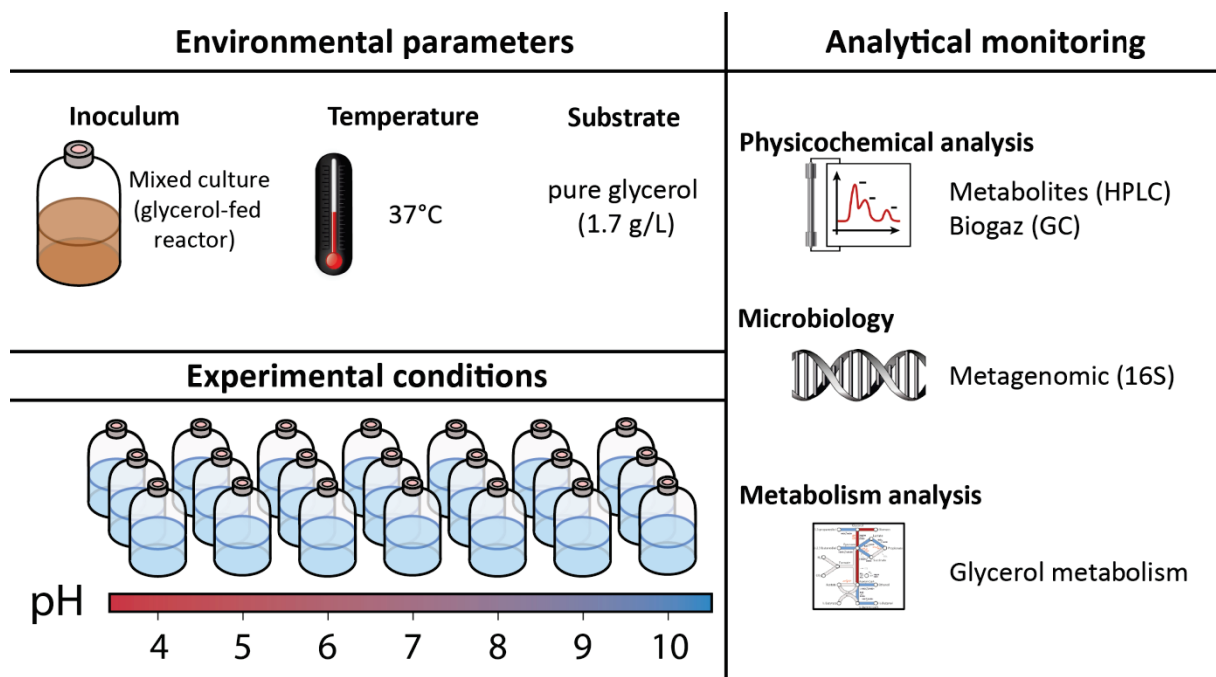 Environmental parameters
Inoculum
Mixed culture
(glycerol-fed
reactor)
Temperature
37°C
Substrate
pure glycerol
(1.7 g/L)
Experimental conditions
pH
4 5 6 7 8 9 10
Analytical monitoring
Physicochemical analysis
Metabolites (HPLC)
Biogaz (GC)
Microbiology
Metagenomic (16S)
Metabolism analysis
Glycerol metabolism